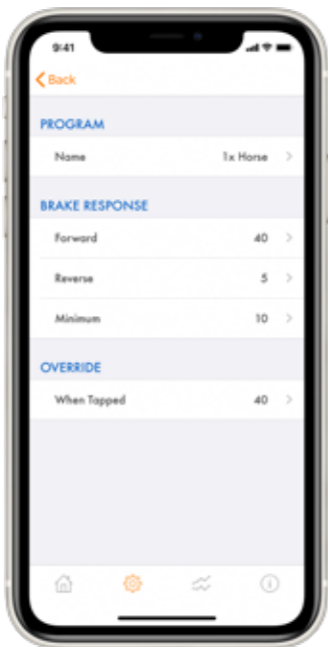 9:41
Back
PROGRAM
Name 1x Horse
BRAKE RESPONSE
Forward 40
Reverse 5
Minimum 10
OVERRIDE
When Tapped 40